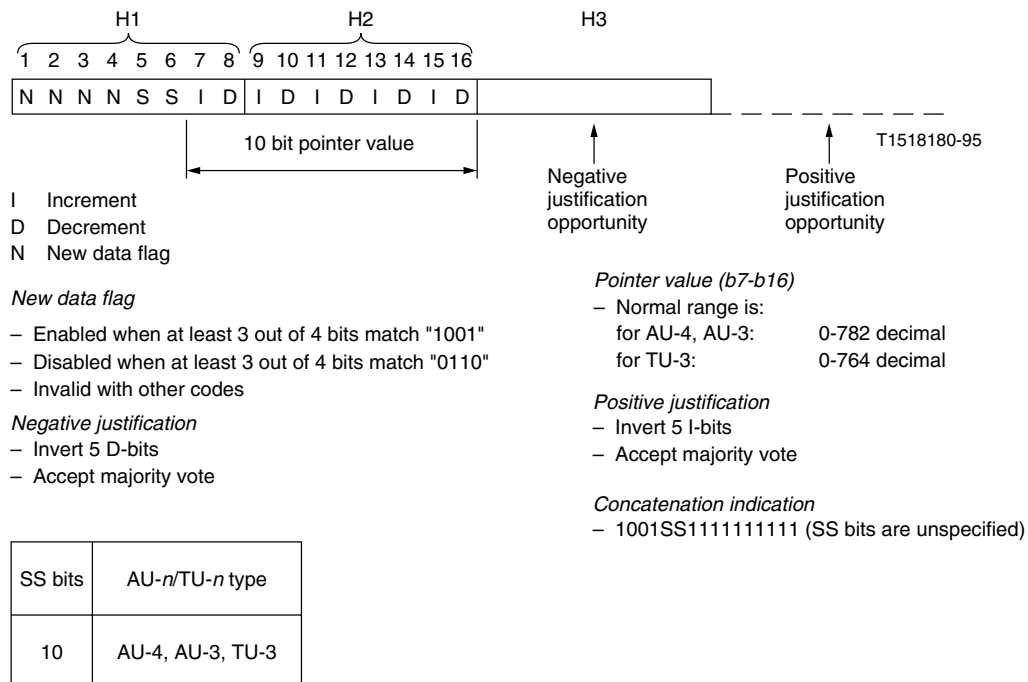 H1 H2 H3
1 2 3 4 5 6 7 8 9 10 11 12 13 14 15 16
N N N N S S I D I D I D I D I D
10 bit pointer value
T1518180-95
Negative
justification
opportunity
Positive
justification
opportunity
I Increment
D Decrement
N New data flag
New data flag
– Enabled when at least 3 out of 4 bits match "1001"
– Disabled when at least 3 out of 4 bits match "0110"
– Invalid with other codes
Negative justification
– Invert 5 D-bits
– Accept majority vote
Pointer value (b7-b16)
– Normal range is:
for AU-4, AU-3: 0-782 decimal
for TU-3: 0-764 decimal
Positive justification
– Invert 5 I-bits
– Accept majority vote
Concatenation indication
– 1001SS1111111111 (SS bits are unspecified)
SS bits AU-n/TU-n type
10 AU-4, AU-3, TU-3